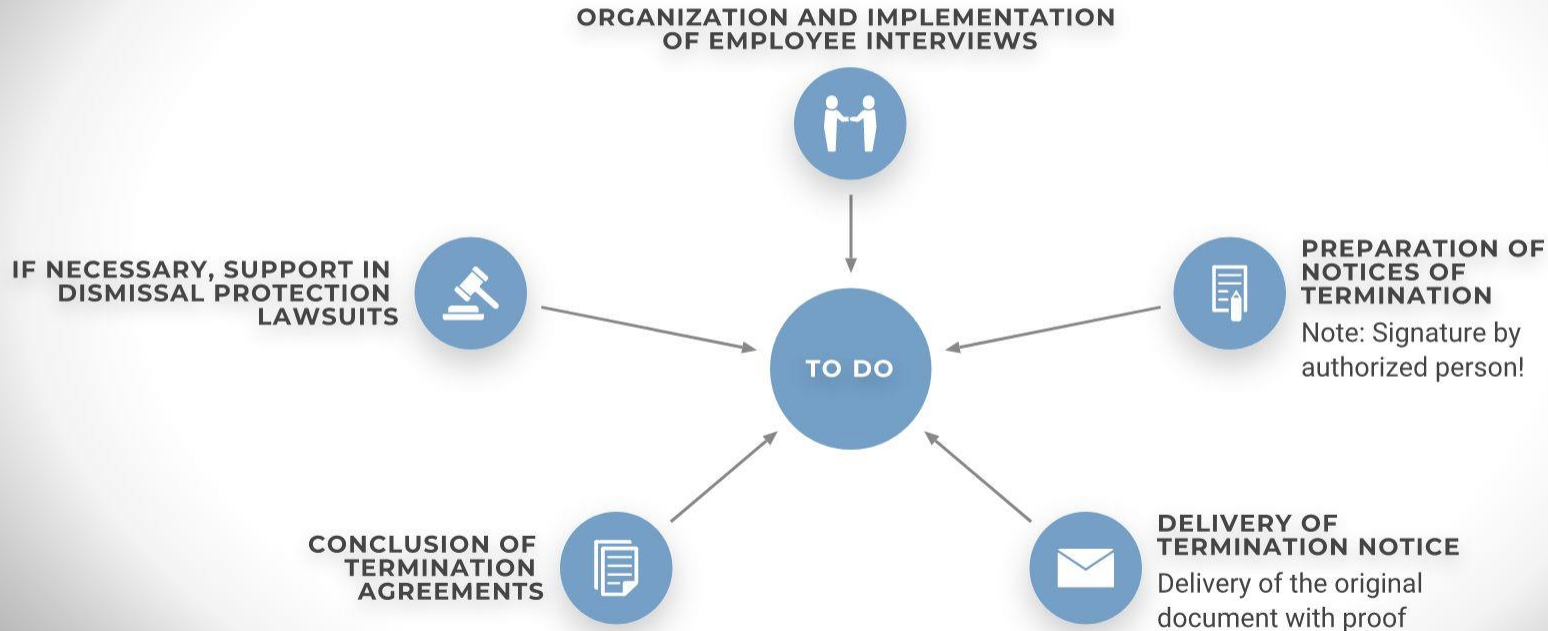 ORGANIZATION AND IMPLEMENTATION
OF EMPLOYEE INTERVIEWS
IF NECESSARY, SUPPORT IN
DISMISSAL PROTECTION
LAWSUITS
PREPARATION OF
NOTICES OF
TERMINATION
Note: Signature by
authorized person!
TO DO
CONCLUSION OF
TERMINATION
AGREEMENTS
DELIVERY OF
TERMINATION NOTICE
Delivery of the original
document with proof